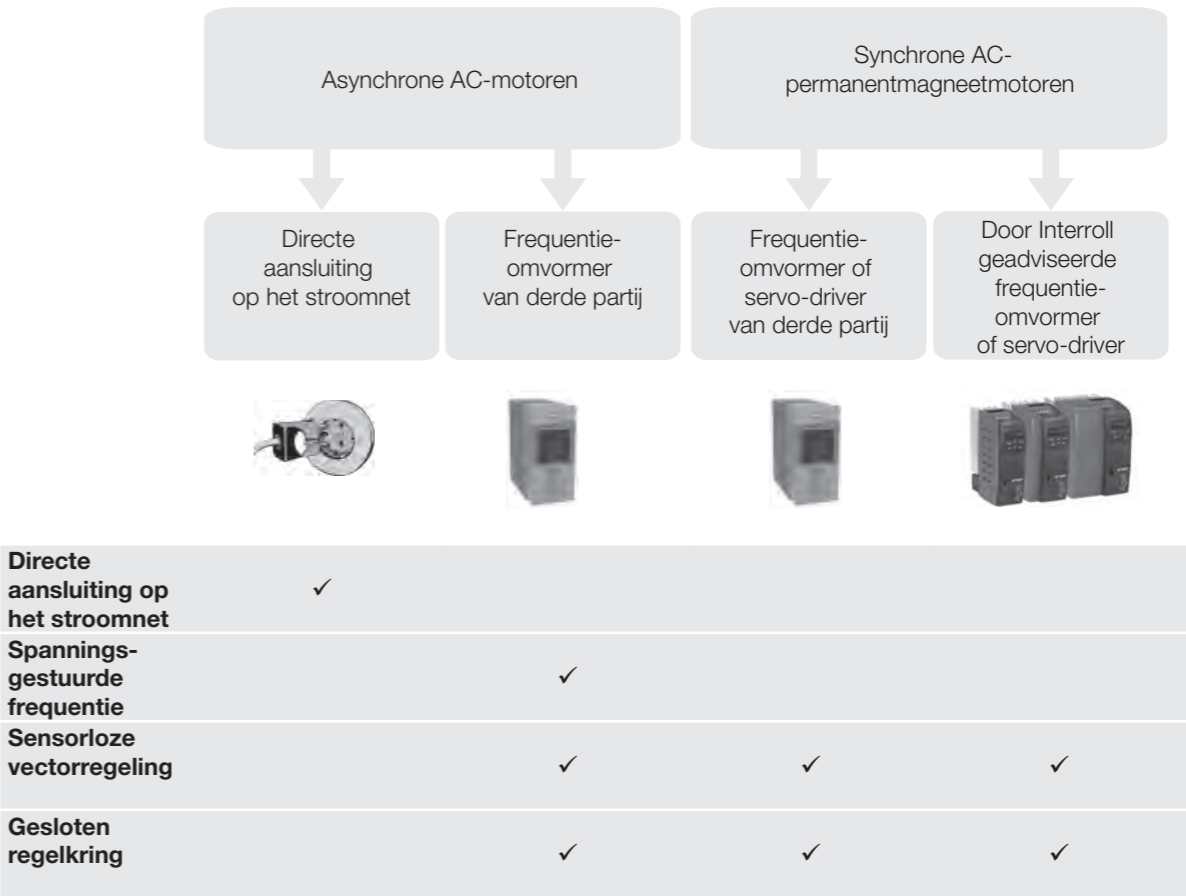 Asynchrone AC-motoren
Synchrone AC-
permanentmagneetmotoren
Directe
aansluiting
op het stroomnet
Frequentie-
omvormer
van derde partij
Frequentie-
omvormer of
servo-driver
van derde partij
Door Interroll
geadviseerde
frequentie-
omvormer
of servo-driver
Directe
aansluiting op
het stroomnet
✓
Spannings-
gestuurde
frequentie
✓
Sensorloze
vectorregeling
✓ ✓ ✓
Gesloten
regelkring
✓ ✓ ✓